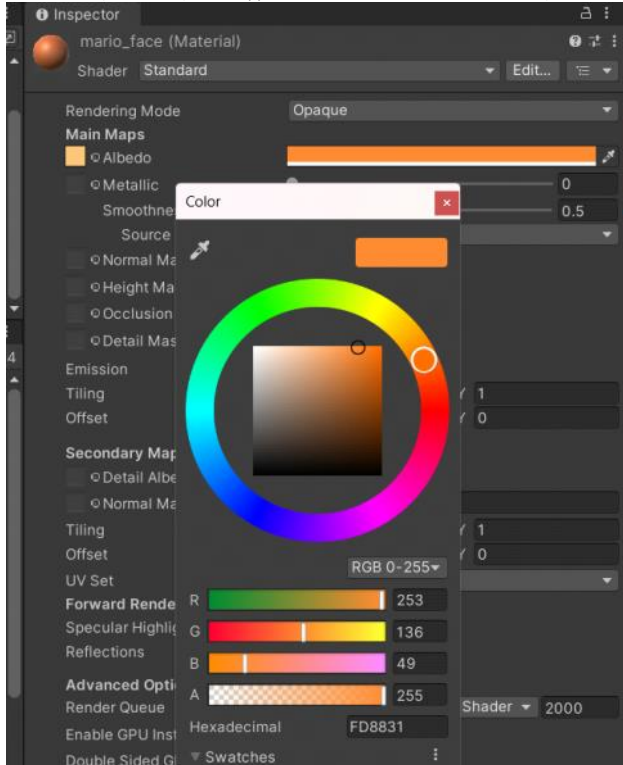 Inspector
mario_face (Material)
Shader Standard Edit...
Rendering Mode Opaque
Main Maps
Albedo
Metallic 0
Smoothne 0.5
Source
Normal Ma
Height Ma
Occlusion
Detail Mas
Emission
Tiling Y 1
Offset Y 0
Secondary Map
Detail Albe
Normal Ma
Tiling Y 1
Offset Y 0
UV Set
Forward Rende
Specular Highlig
Reflections
Advanced Opti
Render Queue Shader 2000
Enable GPU Inst
Double Sided G
4
Color
RGB 0-255
R 253
G 136
B 49
A 255
Hexadecimal FD8831
Swatches